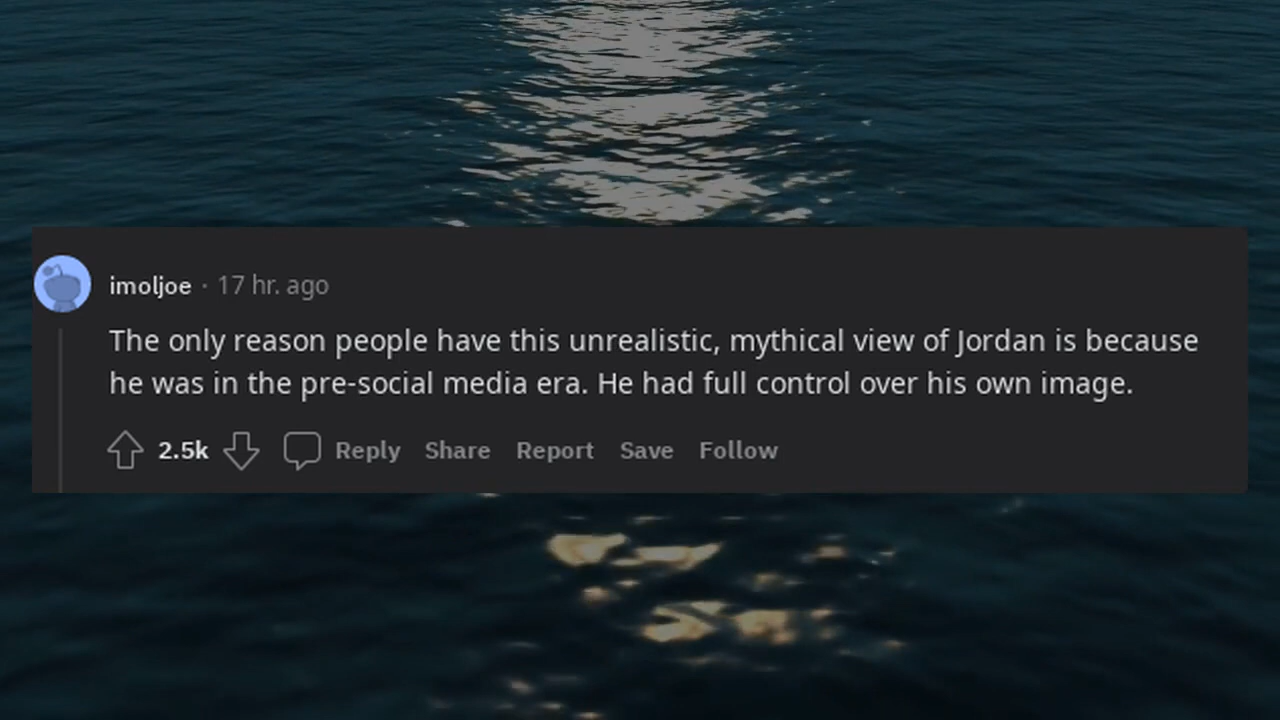 imoljoe · 17 hr. ago
The only reason people have this unrealistic, mythical view of Jordan is because
he was in the pre-social media era. He had full control over his own image.
2.5k Reply Share Report Save Follow